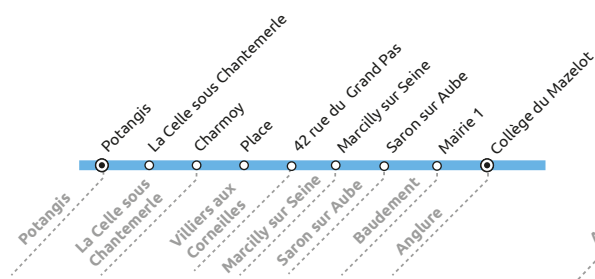 Potangis
La Celle sous Chantemerle
Charmoy
Place
42 rue du Grand Pas
Marcilly sur Seine
Saron sur Aube
Mairie 1
Collège du Mazelot
Potangis
La Celle sous
Chantemerle
Villiers aux
Corneilles
Marcilly sur Seine
Saron sur Aube
Baudement
Anglure